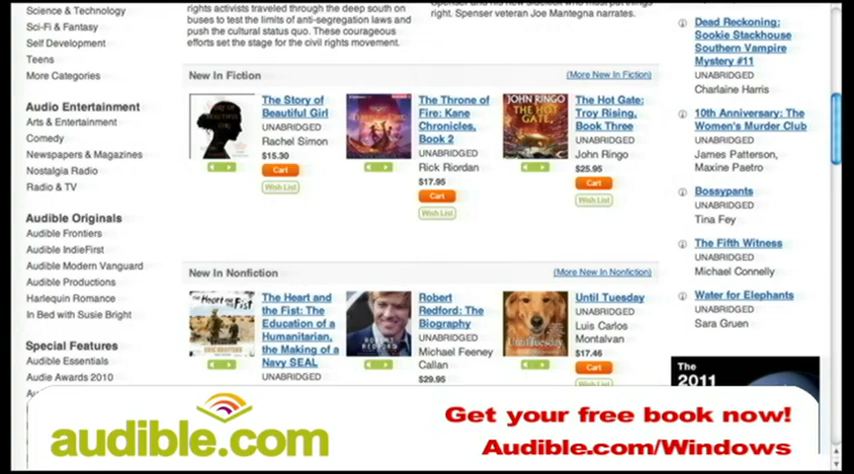 Science & Technology
Sci-Fi & Fantasy
Self Development
Teens
More Categories
Audio Entertainment
Arts & Entertainment
Comedy
Newspapers & Magazines
Nostalgia Radio
Radio & TV
Audible Originals
Audible Frontiers
Audible IndieFirst
Audible Modern Vanguard
Audible Productions
Harlequin Romance
In Bed with Susie Bright
Special Features
Audible Essentials
Audie Awards 2010
rights activists traveled through the deep south on
buses to test the limits of anti-segregation laws and
push the cultural status quo. These courageous
efforts set the stage for the civil rights movement.
right. Spenser veteran Joe Mantegna narrates.
New In Fiction
(More New In Fiction)
The Story of
Beautiful Girl
UNABRIDGED
Rachel Simon
$15.30
Cart
Wish List
The Throne of
Fire: Kane
Chronicles,
Book 2
UNABRIDGED
Rick Riordan
$17.95
Cart
Wish List
JOHN RINGO
THE HOT
GATE
The Hot Gate:
Troy Rising,
Book Three
UNABRIDGED
John Ringo
$25.95
Cart
Wish List
New In Nonfiction
(More New In Nonfiction)
The Heart and
the Fist
The Heart and
the Fist: The
Education of a
Humanitarian,
the Making of a
Navy SEAL
UNABRIDGED
Robert
Redford: The
Biography
UNABRIDGED
Michael Feeney
Callan
$29.95
Until Tuesday
Until Tuesday
UNABRIDGED
Luis Carlos
Montalvan
$17.46
Cart
Wish List
Dead Reckoning:
Sookie Stackhouse
Southern Vampire
Mystery #11
UNABRIDGED
Charlaine Harris
10th Anniversary: The
Women's Murder Club
UNABRIDGED
James Patterson,
Maxine Paetro
Bossypants
UNABRIDGED
Tina Fey
The Fifth Witness
UNABRIDGED
Michael Connelly
Water for Elephants
UNABRIDGED
Sara Gruen
The
2011
audible.com
Get your free book now!
Audible.com/Windows